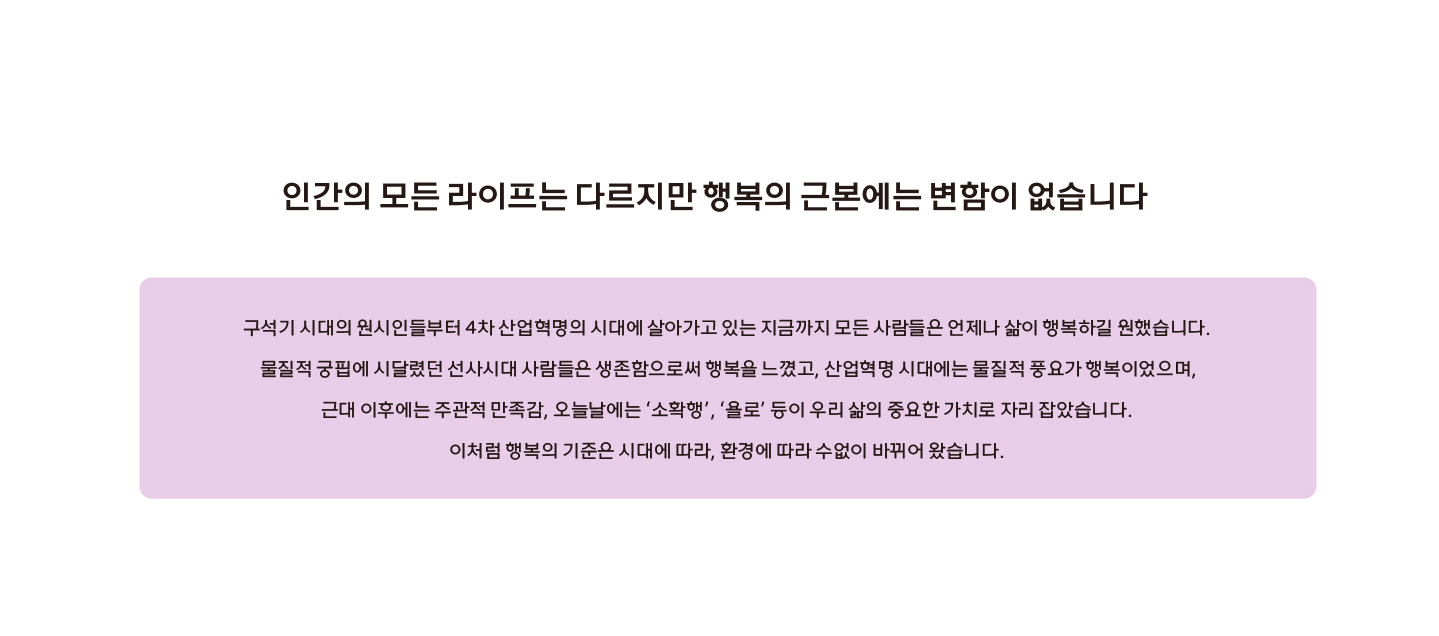 인간의 모든 라이프는 다르지만 행복의 근본에는 변함이 없습니다
구석기 시대의 원시인들부터 4차 산업혁명의 시대에 살아가고 있는 지금까지 모든 사람들은 언제나 삶이 행복하길 원했습니다.
물질적 궁핍에 시달렸던 선사시대 사람들은 생존함으로써 행복을 느꼈고, 산업혁명 시대에는 물질적 풍요가 행복이었으며,
근대 이후에는 주관적 만족감, 오늘날에는 ‘소확행’, ‘욜로’ 등이 우리 삶의 중요한 가치로 자리 잡았습니다.
이처럼 행복의 기준은 시대에 따라, 환경에 따라 수없이 바뀌어 왔습니다.